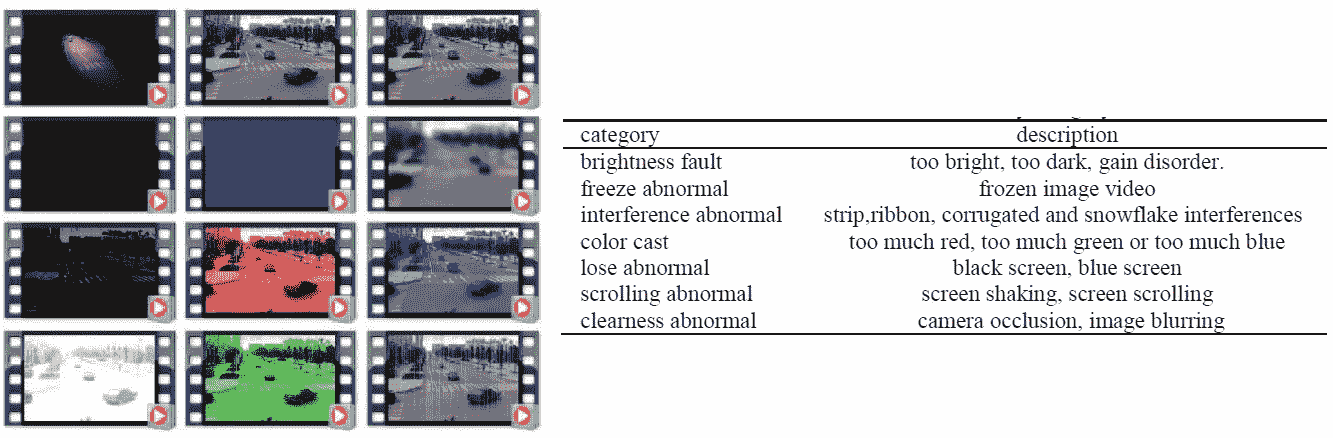 category description
brightness fault too bright, too dark, gain disorder.
freeze abnormal frozen image video
interference abnormal strip,ribbon, corrugated and snowflake interferences
color cast too much red, too much green or too much blue
lose abnormal black screen, blue screen
scrolling abnormal screen shaking, screen scrolling
clearness abnormal camera occlusion, image blurring